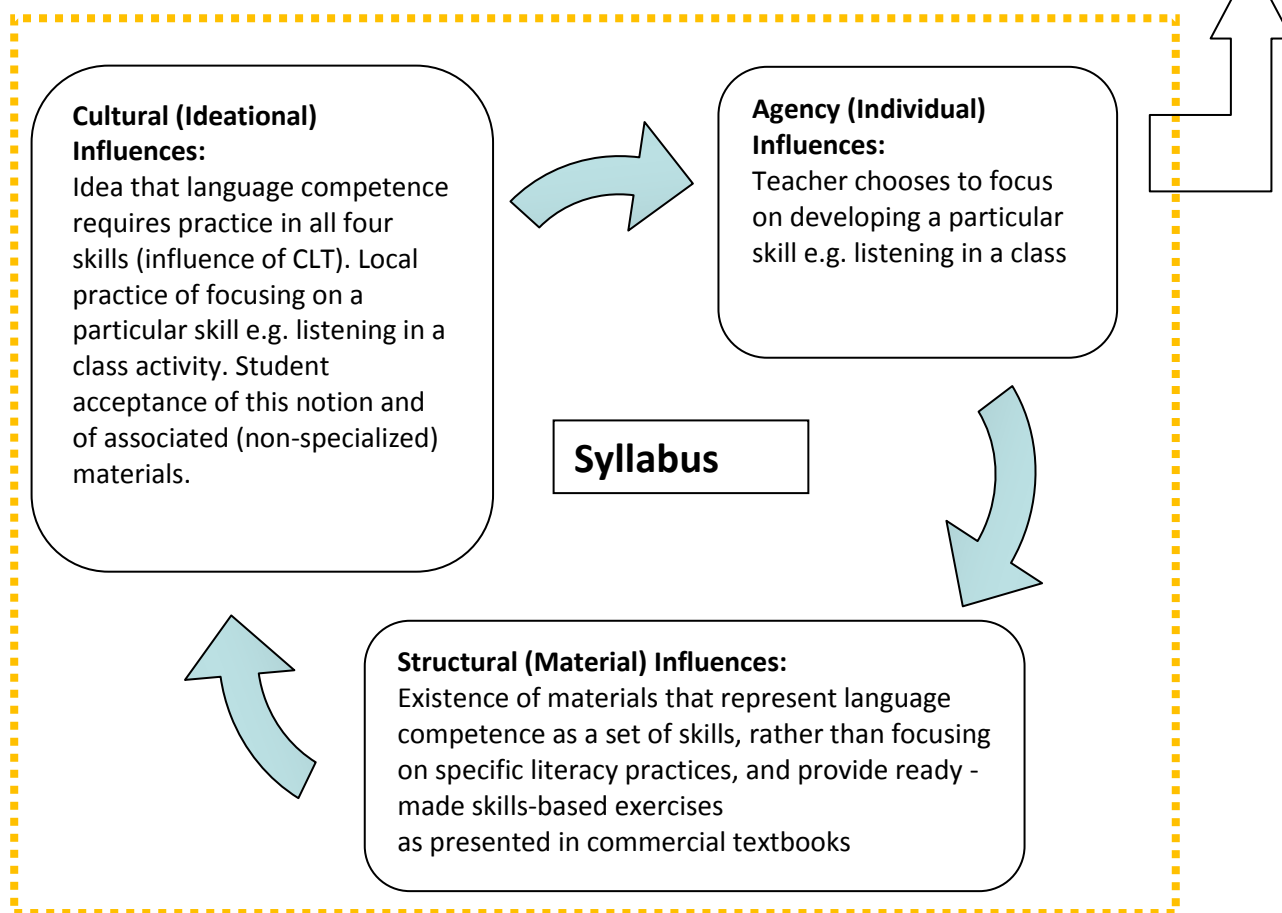 Cultural (Ideational)
Influences:
Idea that language competence
requires practice in all four
skills (influence of CLT). Local
practice of focusing on a
particular skill e.g. listening in a
class activity. Student
acceptance of this notion and
of associated (non-specialized)
materials.
Agency (Individual)
Influences:
Teacher chooses to focus
on developing a particular
skill e.g. listening in a class
Syllabus
Structural (Material) Influences:
Existence of materials that represent language
competence as a set of skills, rather than focusing
on specific literacy practices, and provide ready -
made skills-based exercises
as presented in commercial textbooks